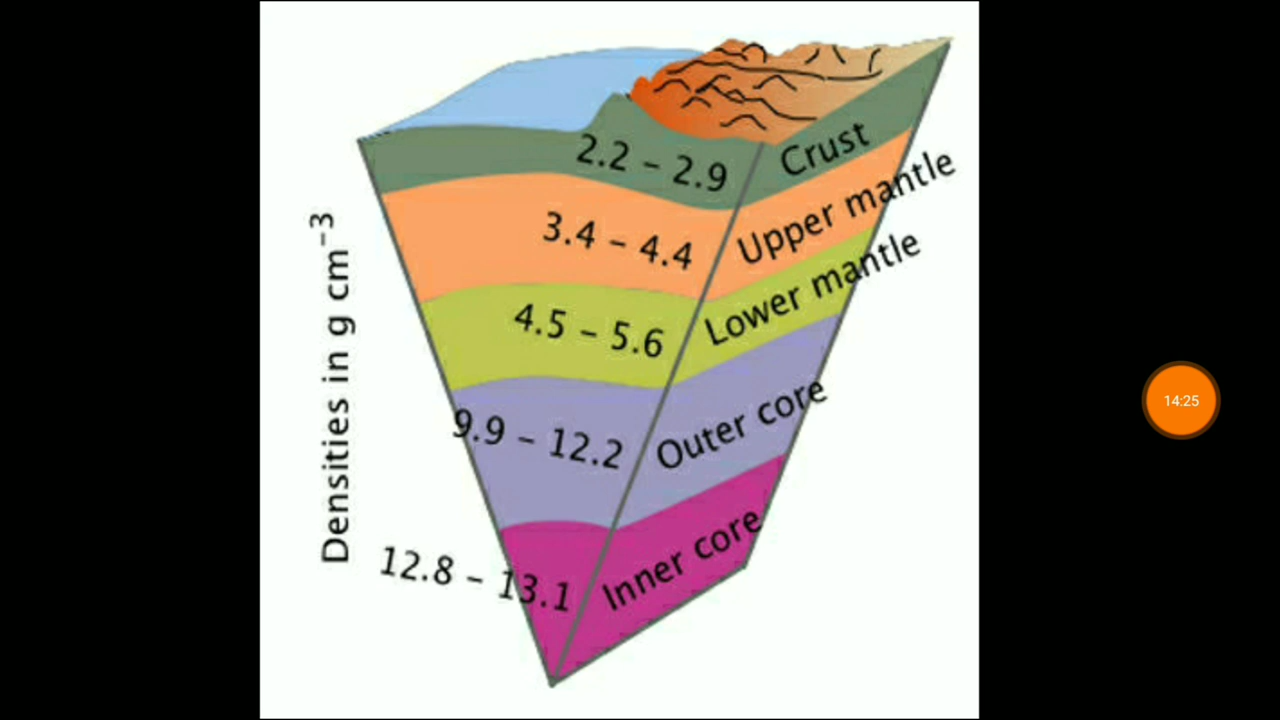 2.2 – 2.9 Crust
3.4 – 4.4 Upper mantle
4.5 – 5.6 Lower mantle
9.9 – 12.2 Outer core
12.8 – 13.1 Inner core
Densities in g cm⁻³
14:25